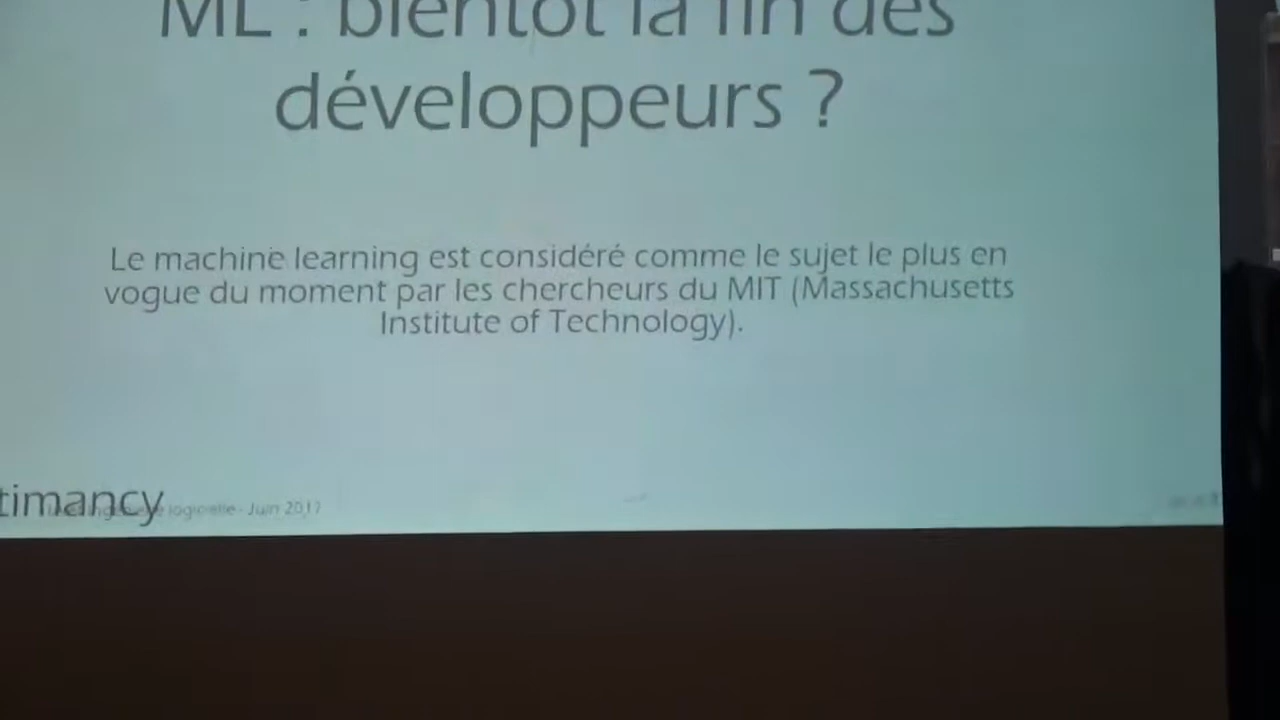 ML : bientôt la fin des
développeurs ?
Le machine learning est considéré comme le sujet le plus en
vogue du moment par les chercheurs du MIT (Massachusetts
Institute of Technology).
timancy
logicielle - Juin 2017